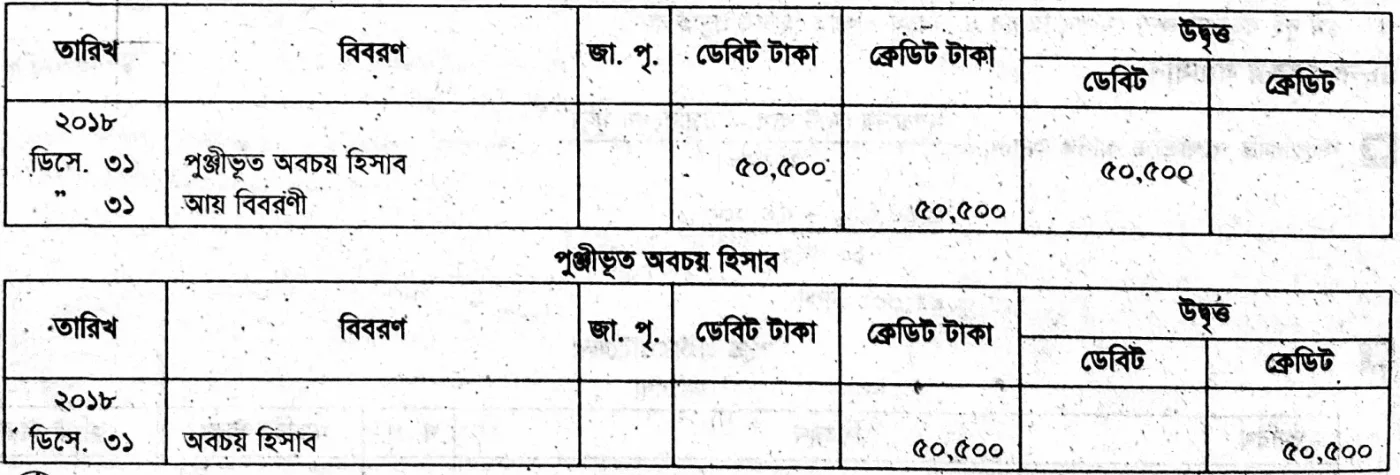 তারিখ বিবরণ জা. পৃ. ডেবিট টাকা ক্রেডিট টাকা উদ্বৃত্ত
ডেবিট ক্রেডিট
২০১৮
ডিসে. ৩১ পুঞ্জীভূত অবচয় হিসাব ৫০,৫০০ ৫০,৫০০
" ৩১ আয় বিবরণী ৫০,৫০০
পুঞ্জীভূত অবচয় হিসাব
তারিখ বিবরণ জা. পৃ. ডেবিট টাকা ক্রেডিট টাকা উদ্বৃত্ত
ডেবিট ক্রেডিট
২০১৮
ডিসে. ৩১ অবচয় হিসাব ৫০,৫০০ ৫০,৫০০